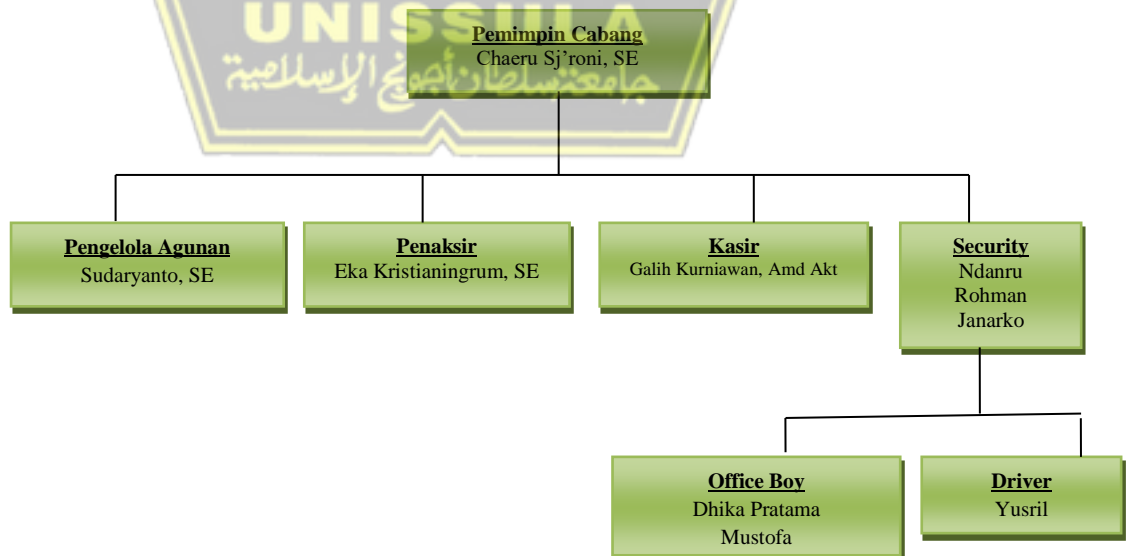 UNISSULA
جامعة سلطان أجونج الإسلامية
Pemimpin Cabang
Chaeru Sj’roni, SE
Pengelola Agunan
Sudaryanto, SE
Penaksir
Eka Kristianingrum, SE
Kasir
Galih Kurniawan, Amd Akt
Security
Ndanru
Rohman
Janarko
Office Boy
Dhika Pratama
Mustofa
Driver
Yusril